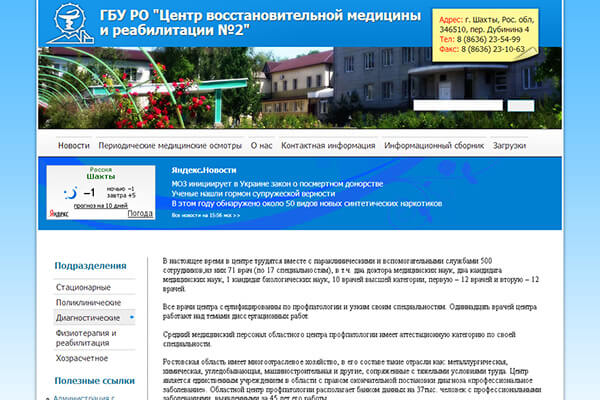 ГБУ РО "Центр восстановительной медицины
и реабилитации №2"
Адрес: г. Шахты, Рос. обл,
346510, пер. Дубинина 4
Тел: 8 (8636) 23-54-99
Факс: 8 (8636) 23-10-63
Новости Периодические медицинские осмотры О нас Контактная информация Информационный сборник Загрузки
Россия
Шахты
−1
ночью −1
завтра +5
прогноз на 10 дней
Яндекс Погода
Яндекс.Новости
МОЗ инициирует в Украине закон о посмертном донорстве
Ученые нашли гормон супружеской верности
В этом году обнаружено около 50 видов новых синтетических наркотиков
Все новости на 15:06 мск >>
Подразделения
Стационарные
Поликлинические
Диагностические
Физиотерапия и
реабилитация
Хозрасчетное
Полезные ссылки
Администрация г.
В настоящее время в центре трудятся вместе с параклиническими и вспомогательными службами 500
сотрудников,из них 71 врач (по 17 специальностям), в т.ч. два доктора медицинских наук, два кандидата
медицинских наук, 1 кандидат биологических наук, 10 врачей высшей категории, первую – 12 врачей и вторую – 12
врачей.
Все врачи центра сертифицированы по профпатологии и узким своим специальностям. Одиннадцать врачей центра
работают над темами диссертационных работ.
Средний медицинский персонал областного центра профпатологии имеет аттестационную категорию по своей
специальности.
Ростовская область имеет многоотраслевое хозяйство, в его составе такие отрасли как: металлургическая,
химическая, угледобывающая, машиностроительная и другие, сопряженные с тяжелыми условиями труда. Центр
является единственным учреждением в области с правом окончательной постановки диагноза «профессиональное
заболевание». Областной центр профпатологии располагает банком данных на 37тыс. человек с профессиональными
заболеваниями, выявленными за 45 лет его работы.